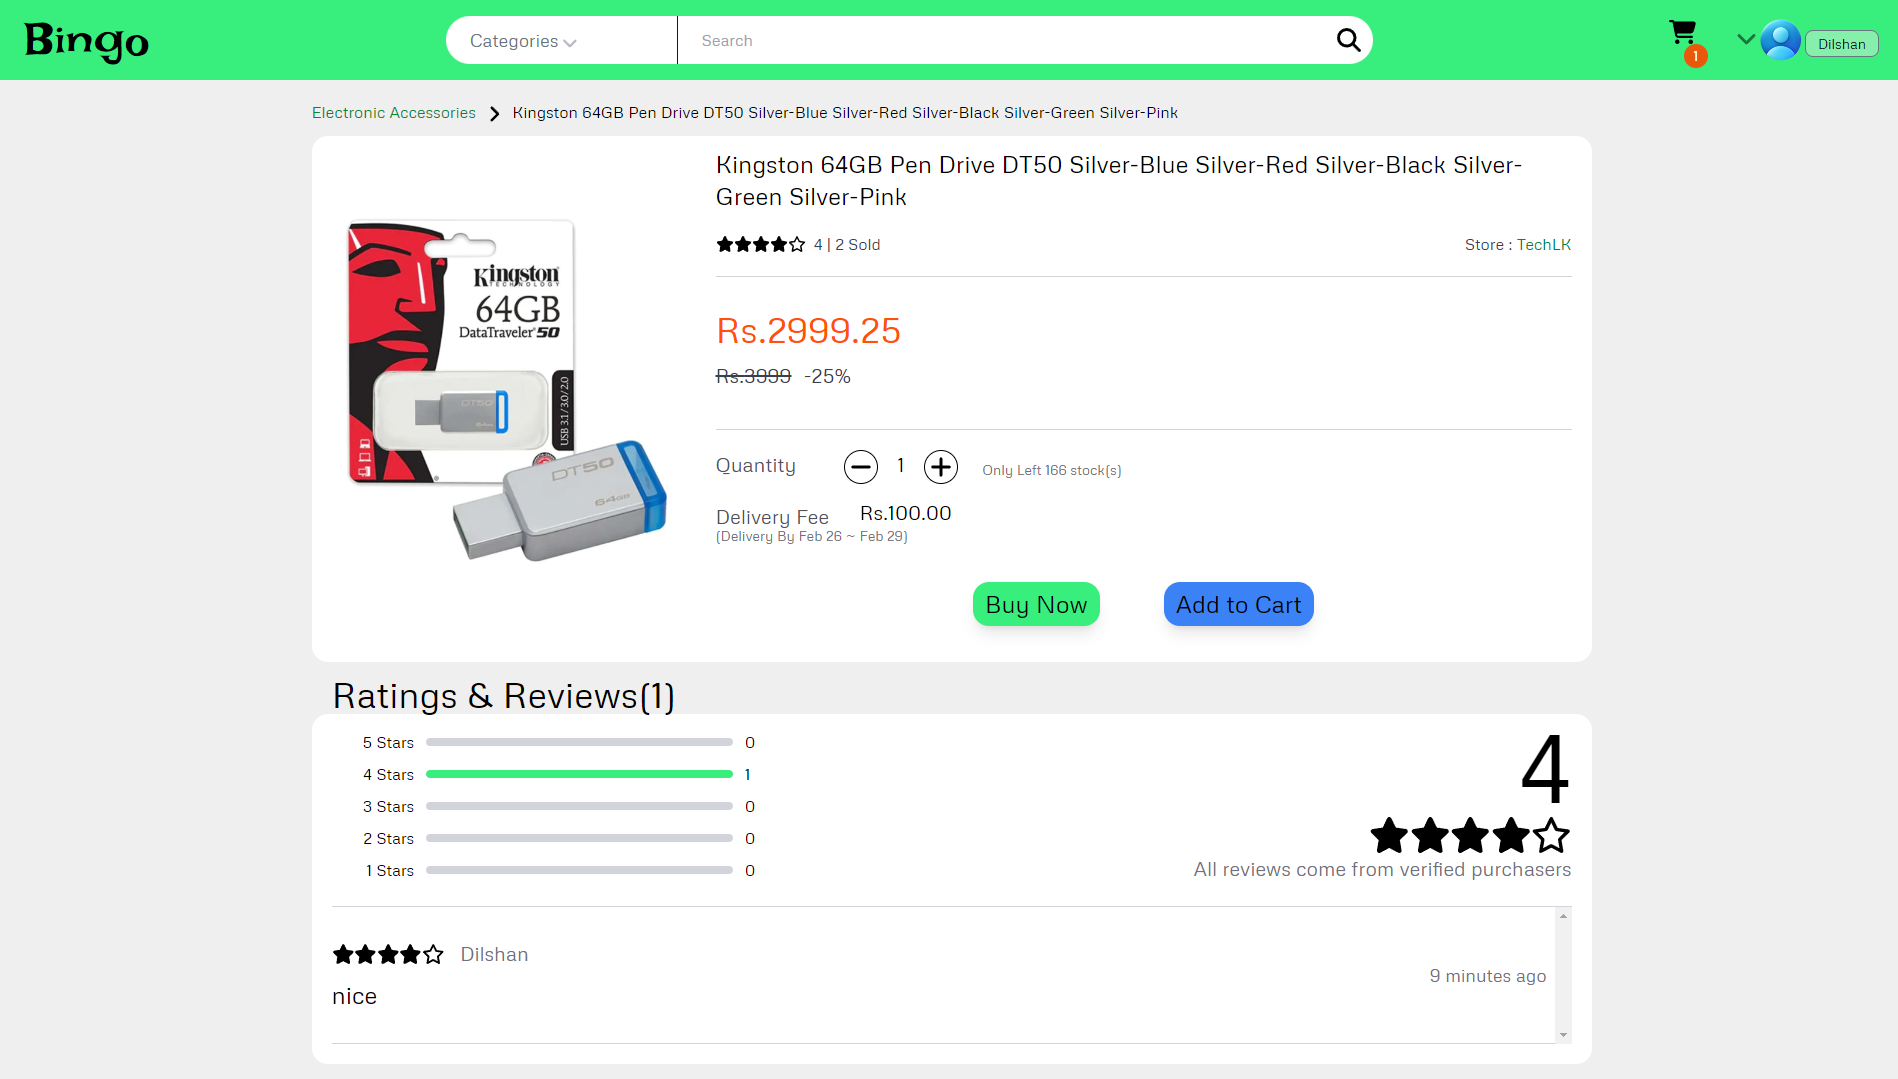 Bingo
Categories
Search
1
Dilshan
Electronic Accessories
Kingston 64GB Pen Drive DT50 Silver-Blue Silver-Red Silver-Black Silver-Green Silver-Pink
Kingston 64GB Pen Drive DT50 Silver-Blue Silver-Red Silver-Black Silver-
Green Silver-Pink
4 | 2 Sold
Store : TechLK
Kingston
TECHNOLOGY
64GB
DataTraveler 50
USB 3.1/3.0/2.0
DT50
DT50
64GB
Rs.2999.25
Rs.3999 -25%
Quantity
1
Only Left 166 stock(s)
Delivery Fee
Rs.100.00
(Delivery By Feb 26 ~ Feb 29)
Buy Now
Add to Cart
Ratings & Reviews(1)
5 Stars 0
4 Stars 1
3 Stars 0
2 Stars 0
1 Stars 0
4
All reviews come from verified purchasers
Dilshan
9 minutes ago
nice